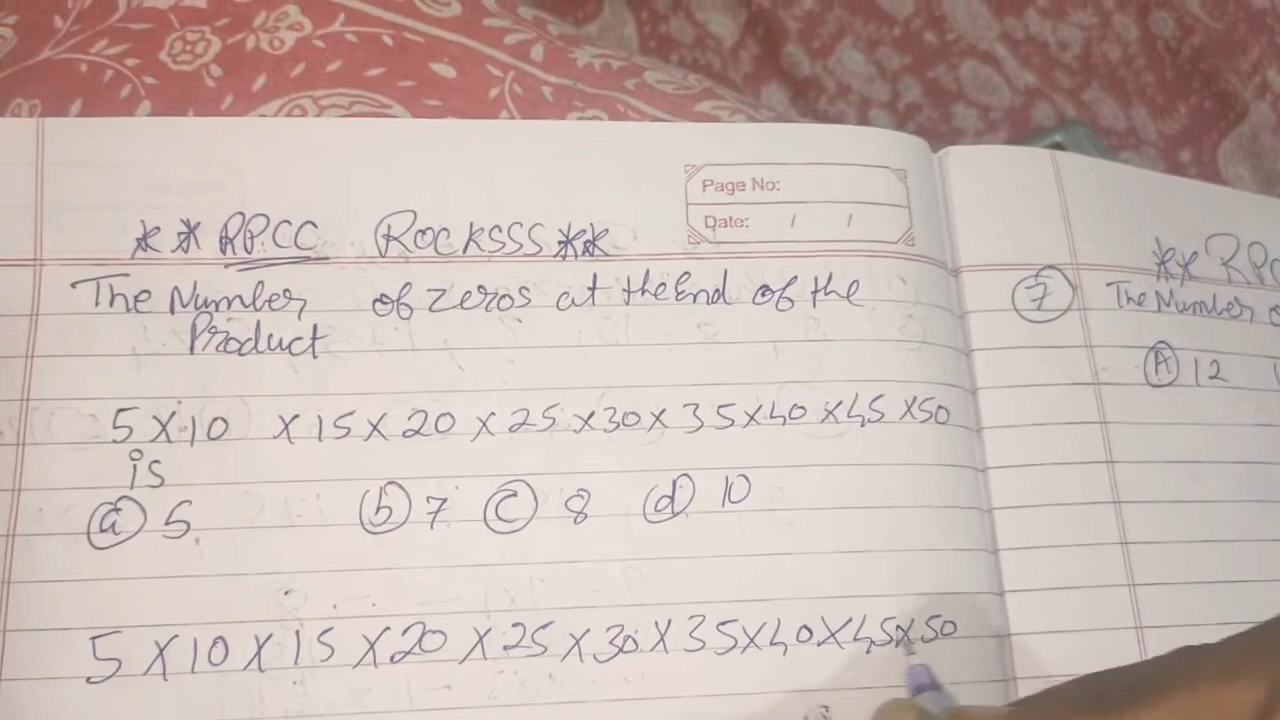 Page No:
Date: / /
** RPCC ROCKSSS **
The Number of zeros at the End of the
Product
5 X 10 X 15 X 20 X 25 X 30 X 35 X 40 X 45 X 50
is
(a) 5. (b) 7 (c) 8 (d) 10
5 X 10 X 15 X 20 X 25 X 30 X 35 X 40 X 45 X 50
(7)
The Number
(A) 12